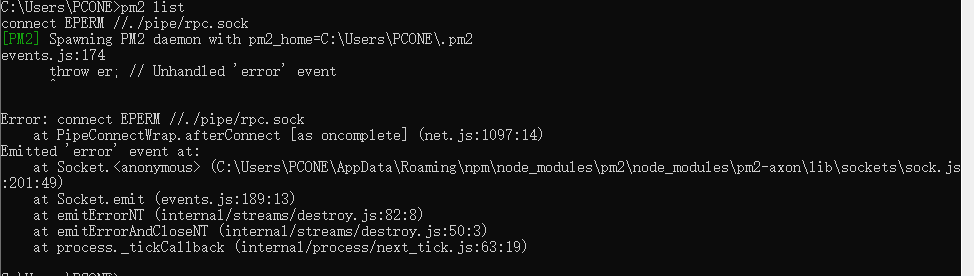 C:\Users\PCONE>pm2 list
connect EPERM //./pipe/rpc.sock
[PM2] Spawning PM2 daemon with pm2_home=C:\Users\PCONE\.pm2
events.js:174
      throw er; // Unhandled 'error' event
      ^

Error: connect EPERM //./pipe/rpc.sock
    at PipeConnectWrap.afterConnect [as oncomplete] (net.js:1097:14)
Emitted 'error' event at:
    at Socket.<anonymous> (C:\Users\PCONE\AppData\Roaming\npm\node_modules\pm2\node_modules\pm2-axon\lib\sockets\sock.js
:201:49)
    at Socket.emit (events.js:189:13)
    at emitErrorNT (internal/streams/destroy.js:82:8)
    at emitErrorAndCloseNT (internal/streams/destroy.js:50:3)
    at process._tickCallback (internal/process/next_tick.js:63:19)